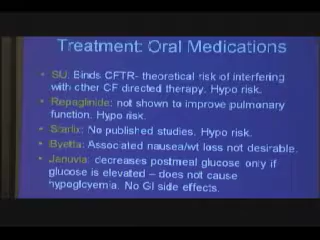 Treatment: Oral Medications
• SU: Binds CFTR- theoretical risk of interfering
with other CF directed therapy. Hypo risk.
• Repaglinide: not shown to improve pulmonary
function. Hypo risk.
• Starlix: No published studies. Hypo risk.
• Byetta: Associated nausea/wt loss not desirable.
• Januvia: decreases postmeal glucose only if
glucose is elevated – does not cause
hypoglcyemia. No GI side effects.